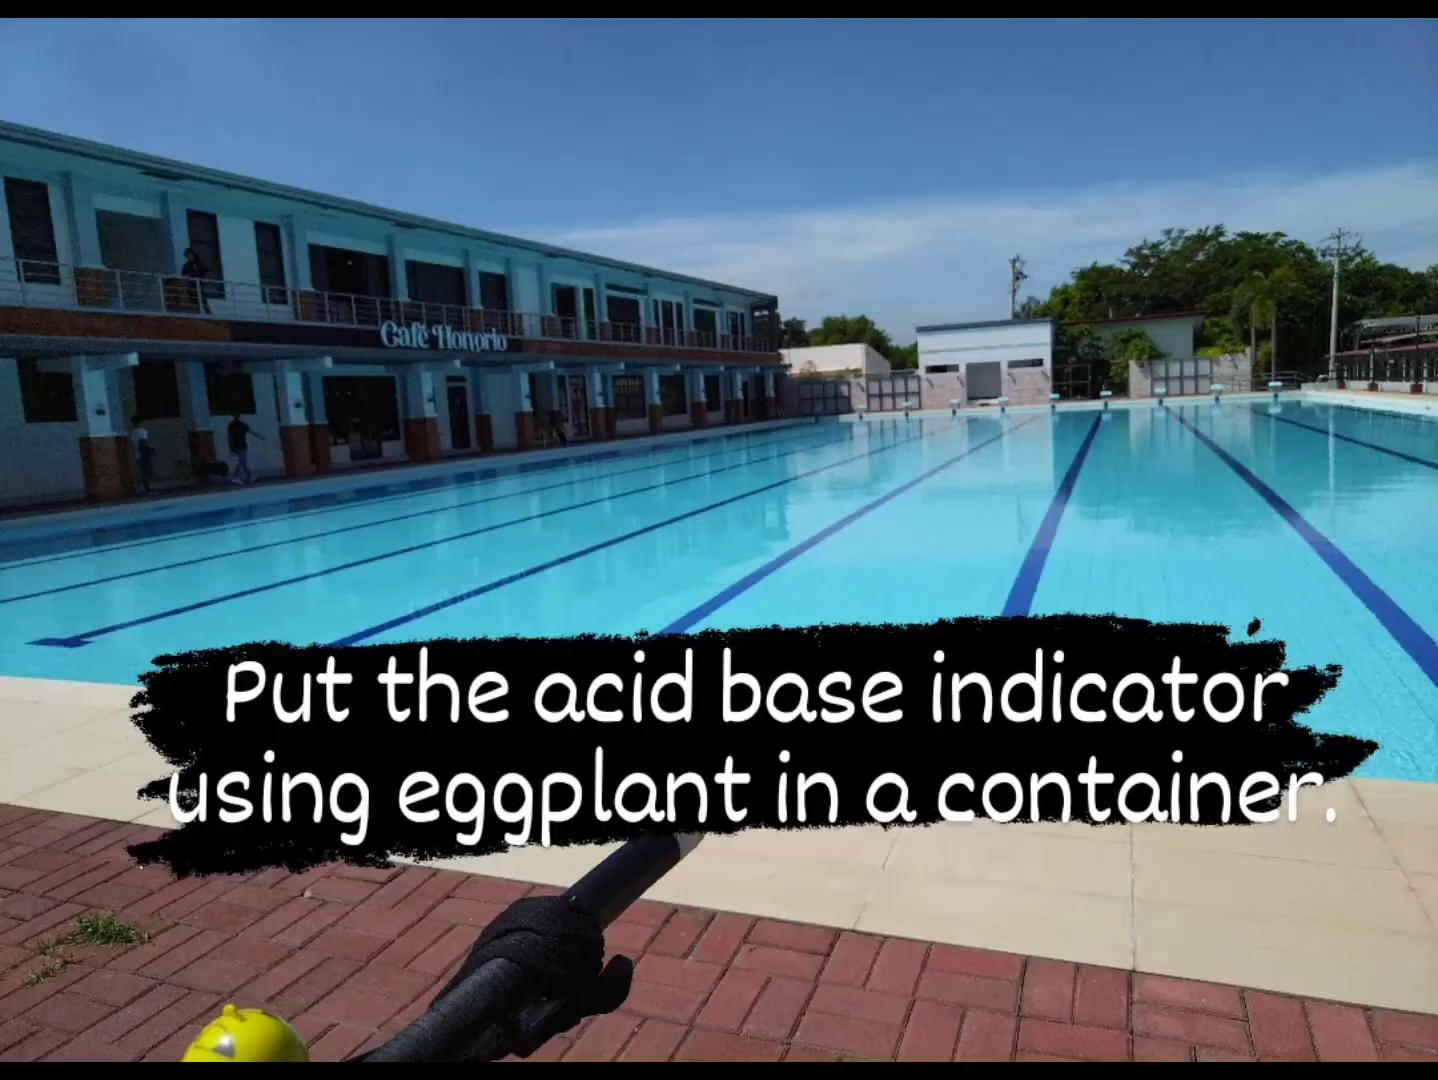 Café Honorio
Put the acid base indicator
using eggplant in a container.